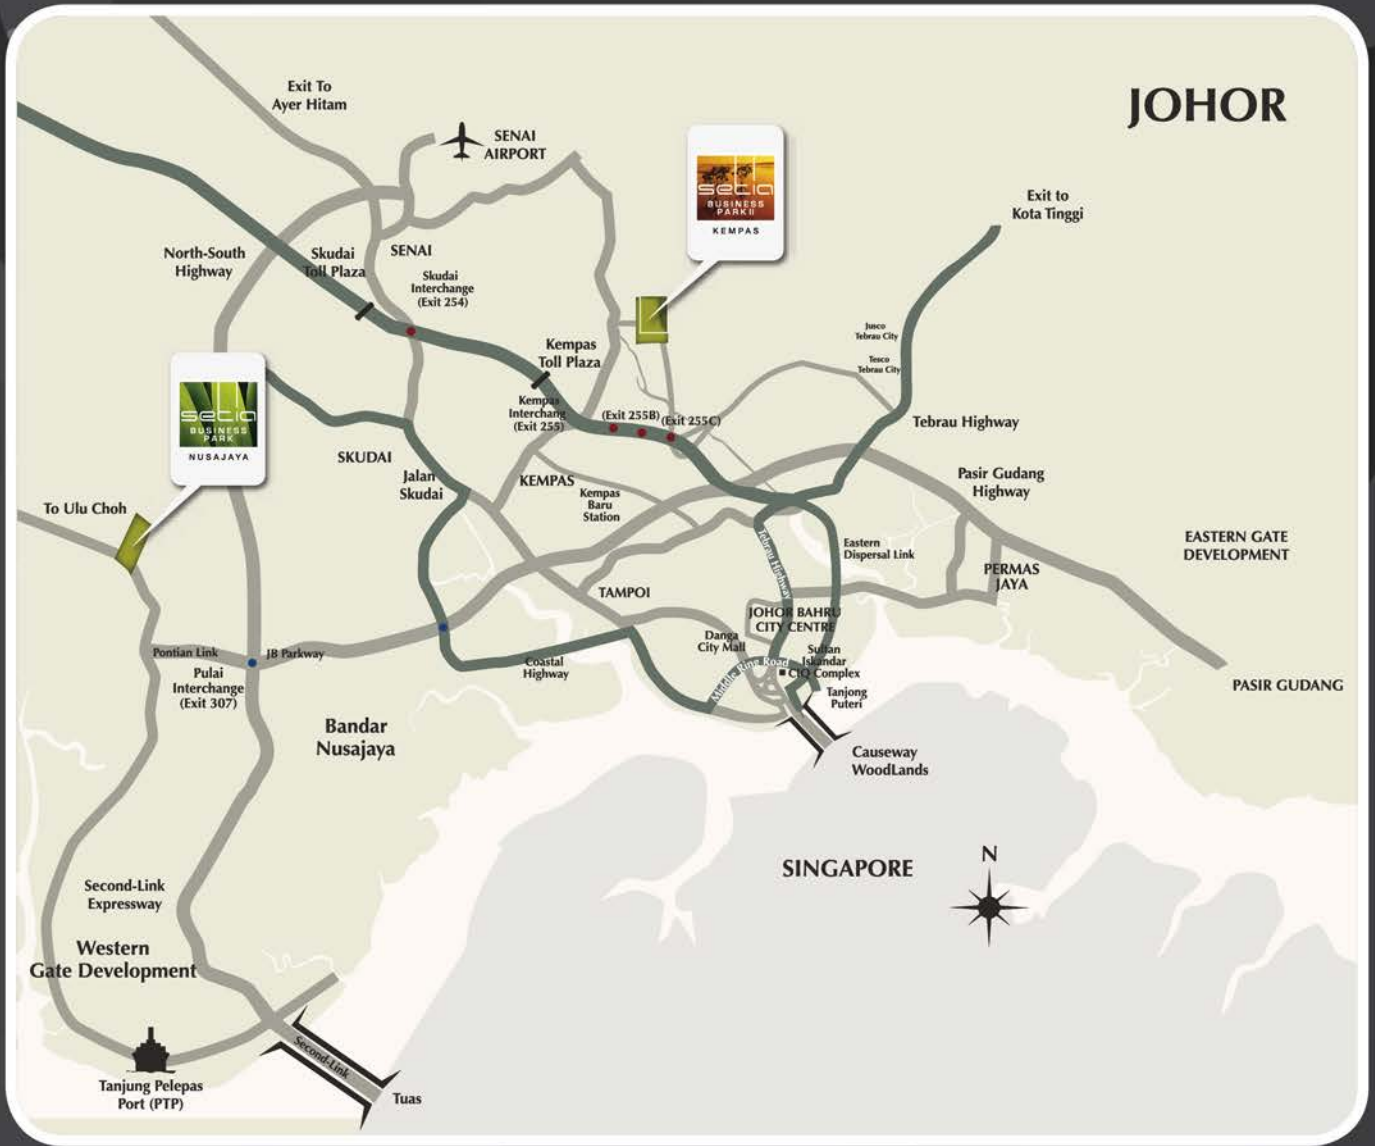 JOHOR
Exit To
Ayer Hitam
SENAI
AIRPORT
setia
BUSINESS
PARK II
KEMPAS
Exit to
Kota Tinggi
North-South
Highway
Skudai
Toll Plaza
SENAI
Skudai
Interchange
(Exit 254)
Jusco
Tebrau City
Tesco
Tebrau City
Kempas
Toll Plaza
setia
BUSINESS
PARK
NUSAJAYA
Kempas
Interchang
(Exit 255)
(Exit 255B)
(Exit 255C)
Tebrau Highway
SKUDAI
Jalan
Skudai
KEMPAS
Kempas
Baru
Station
Pasir Gudang
Highway
To Ulu Choh
Tebrau Highway
Eastern
Dispersal Link
EASTERN GATE
DEVELOPMENT
PERMAS
JAYA
TAMPOI
JOHOR BAHRU
CITY CENTRE
Danga
City Mall
Pontian Link
JB Parkway
Pulai
Interchange
(Exit 307)
Coastal
Highway
Middle Ring Road
Sultan
Iskandar
CIQ Complex
Tanjong
Puteri
PASIR GUDANG
Bandar
Nusajaya
Causeway
WoodLands
SINGAPORE
N
Second-Link
Expressway
Western
Gate Development
Second-Link
Tanjung Pelepas
Port (PTP)
Tuas